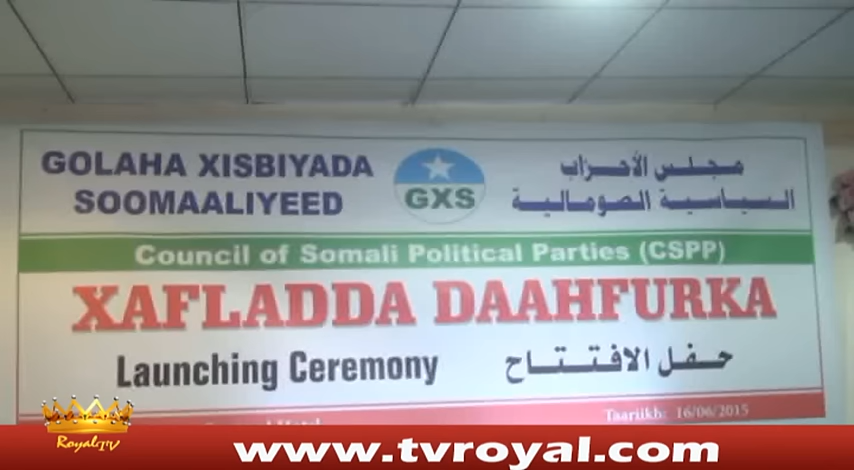 GOLAHA XISBIYADA
SOOMAALIYEED
GXS
مجلس الأحزاب
السياسية الصومالية
Council of Somali Political Parties (CSPP)
XAFLADDA DAAHFURKA
Launching Ceremony
حفل الافتتاح
Taariikh: 16/06/2015
RoyalTV
www.tvroyal.com